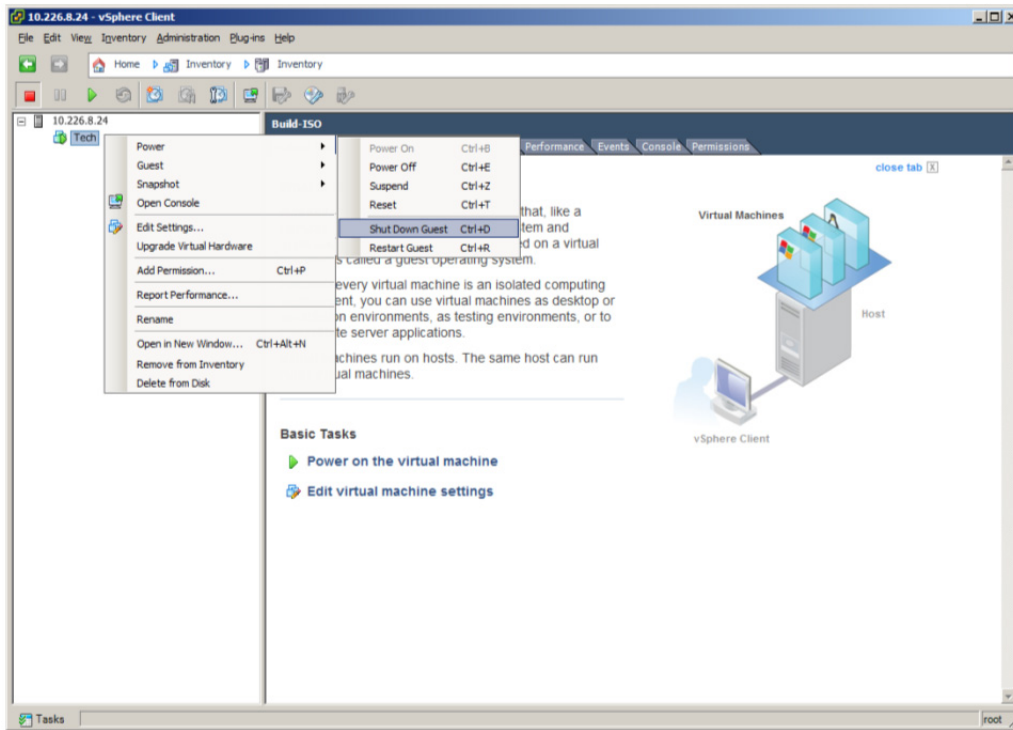 10.226.8.24 - vSphere Client
File Edit View Inventory Administration Plug-ins Help
Home Inventory Inventory
10.226.8.24
Tech
Build-ISO
Performance Events Console Permissions
close tab X
Power
Guest
Snapshot
Open Console
Edit Settings...
Upgrade Virtual Hardware
Add Permission... Ctrl+P
Report Performance...
Rename
Open in New Window... Ctrl+Alt+N
Remove from Inventory
Delete from Disk
Power On Ctrl+B
Power Off Ctrl+E
Suspend Ctrl+Z
Reset Ctrl+T
Shut Down Guest Ctrl+D
Restart Guest Ctrl+R
that, like a
tem and
ed on a virtual
s called a guest operating system.
every virtual machine is an isolated computing
ent, you can use virtual machines as desktop or
on environments, as testing environments, or to
te server applications.
achines run on hosts. The same host can run
ual machines.
Basic Tasks
Power on the virtual machine
Edit virtual machine settings
Virtual Machines
Host
vSphere Client
Tasks
root